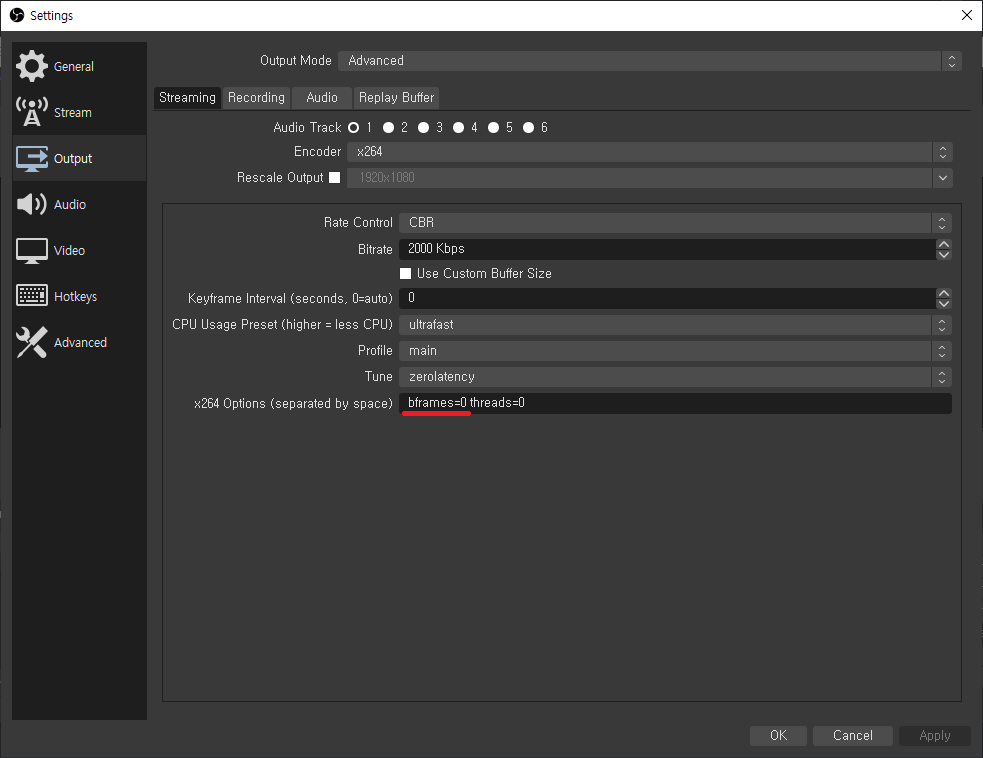 Settings
General
Stream
Output
Audio
Video
Hotkeys
Advanced
Output Mode Advanced
Streaming Recording Audio Replay Buffer
Audio Track 1 2 3 4 5 6
Encoder x264
Rescale Output 1920x1080
Rate Control CBR
Bitrate 2000 Kbps
Use Custom Buffer Size
Keyframe Interval (seconds, 0=auto) 0
CPU Usage Preset (higher = less CPU) ultrafast
Profile main
Tune zerolatency
x264 Options (separated by space) bframes=0 threads=0
OK Cancel Apply